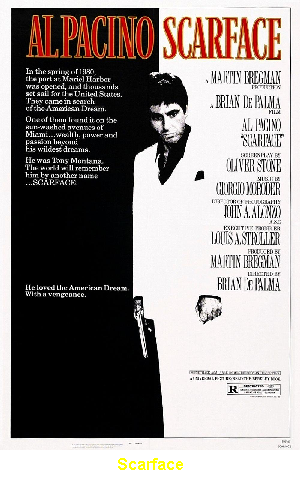 AL PACINO SCARFACE
In the spring of 1980,
the port at Mariel Harbor
was opened, and thousands
set sail for the United States.
They came in search
of the American Dream.
One of them found it on the
sun-washed avenues of
Miami...wealth, power and
passion beyond
his wildest dreams.
He was Tony Montana.
The world will remember
him by another name
...SCARFACE.
He loved the American Dream.
With a vengeance.
A MARTIN BREGMAN
PRODUCTION
A BRIAN DE PALMA
FILM
AL PACINO
"SCARFACE"
SCREENPLAY BY
OLIVER STONE
MUSIC BY
GIORGIO MORODER
DIRECTOR OF PHOTOGRAPHY
JOHN A. ALONZO
A.S.C.
EXECUTIVE PRODUCER
LOUIS A. STROLLER
PRODUCED BY
MARTIN BREGMAN
DIRECTED BY
BRIAN DE PALMA
R RESTRICTED
Scarface